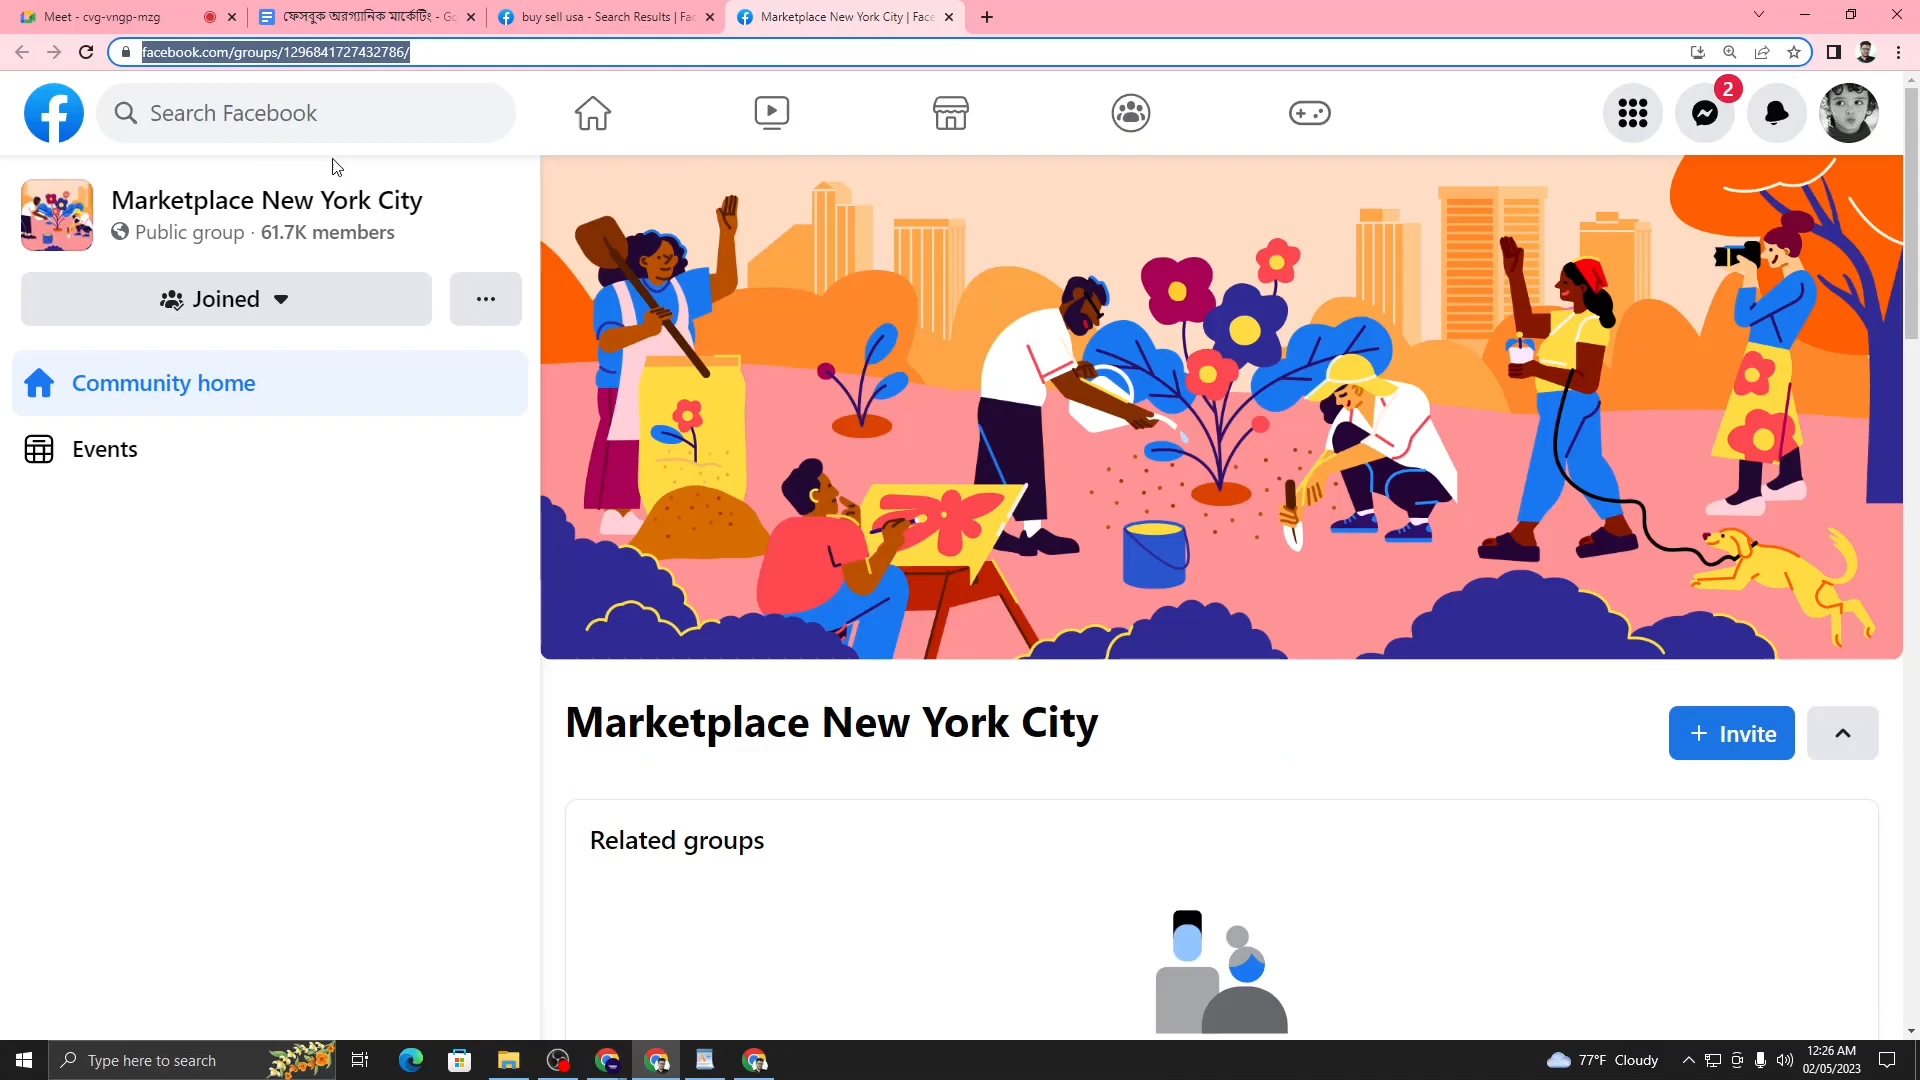 Meet - cvg-vngp-mzg
ফেসবুক অরগ্যানিক মার্কেটিং - Go
buy sell usa - Search Results | Fac
Marketplace New York City | Face
facebook.com/groups/1296841727432786/
Search Facebook
2
Marketplace New York City
Public group · 61.7K members
Joined
Community home
Events
Marketplace New York City
Invite
Related groups
Type here to search
77°F Cloudy
12:26 AM
02/05/2023